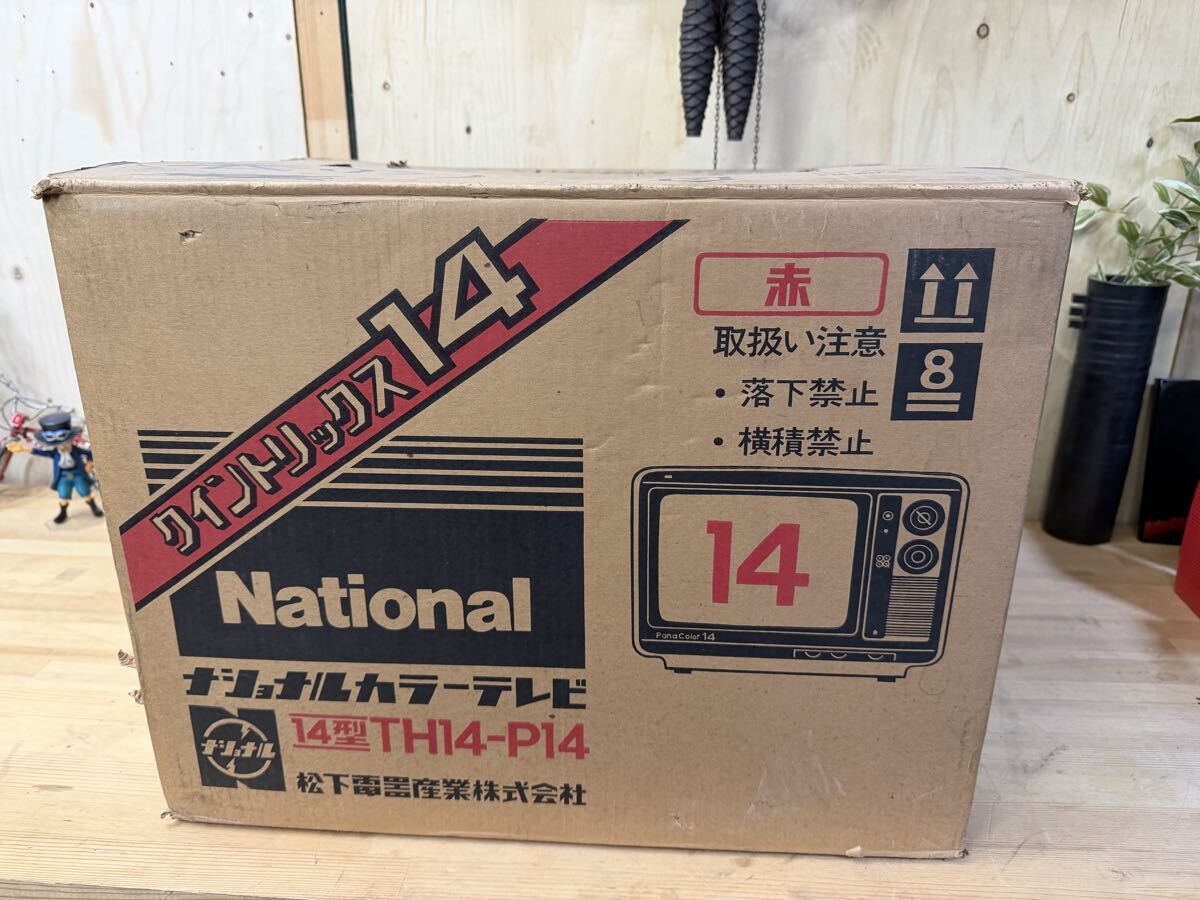 クイントリックス14
National
ナショナルカラーテレビ
ナショナル
14型TH14-P14
松下電器産業株式会社
赤
取扱い注意
・落下禁止
・横積禁止
8
14
PanaColor 14